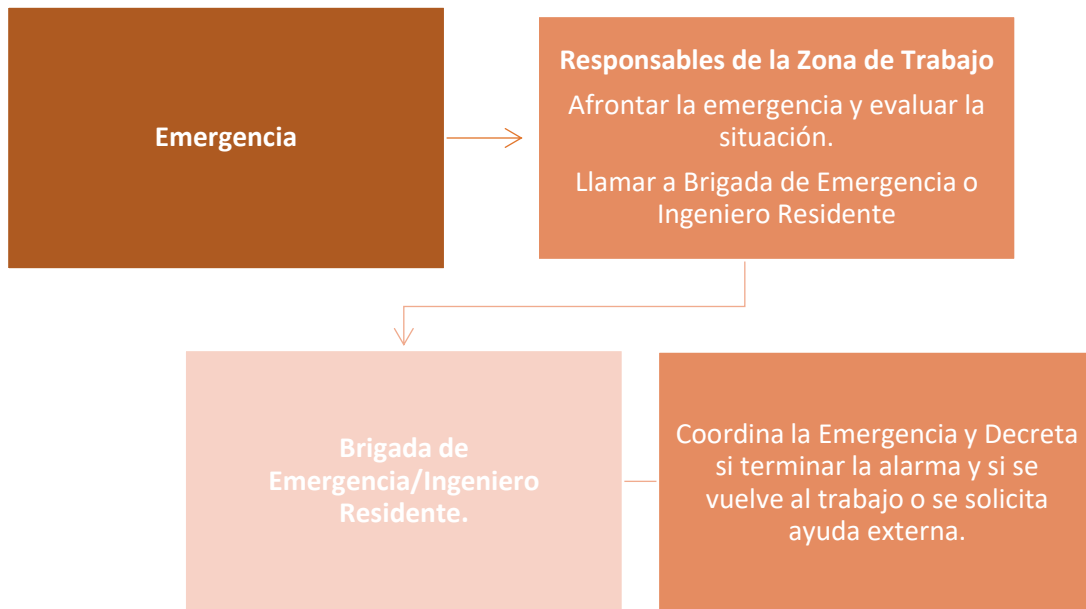 Emergencia
Responsables de la Zona de Trabajo
Afrontar la emergencia y evaluar la
situación.
Llamar a Brigada de Emergencia o
Ingeniero Residente
Brigada de
Emergencia/Ingeniero
Residente.
Coordina la Emergencia y Decreta
si terminar la alarma y si se
vuelve al trabajo o se solicita
ayuda externa.